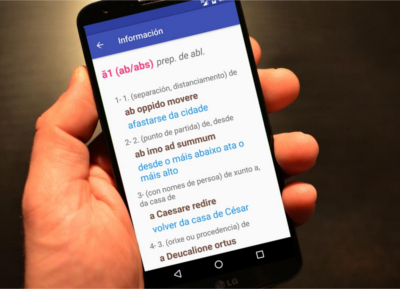 Información
ā1 (ab/abs) prep. de abl.
1- 1. (separación, distanciamento) de
ab oppido movere
afastarse da cidade
2- 2. (punto de partida) de, desde
ab imo ad summum
desde o máis abaixo ata o
máis alto
3- (con nomes de persoa) de xunto a,
da casa de
a Caesare redire
volver da casa de César
4- 3. (orixe ou procedencia) de
a Deucalione ortus
LG